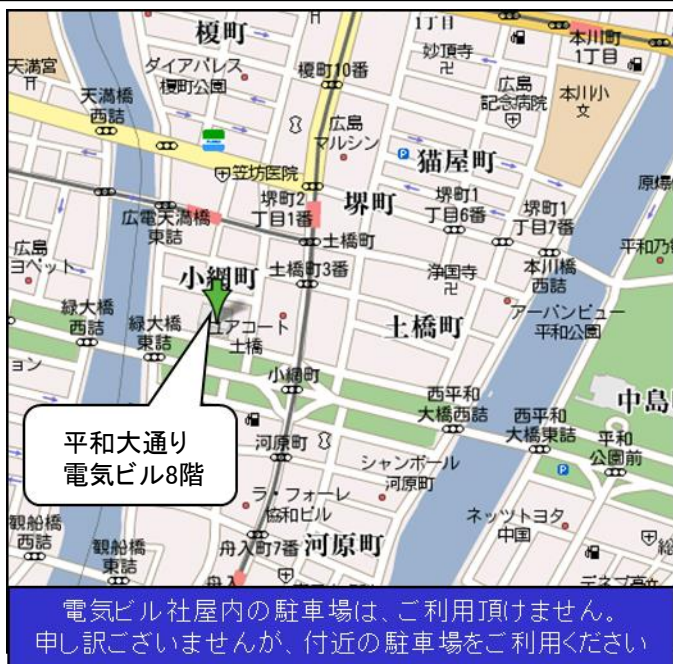 榎町
1丁目
妙頂寺
本川町
1丁目
天満宮
ダイアパレス
榎町公園
榎町10番
広島
記念病院
本川小
文
天満橋
西詰
広島
マルシン
猫屋町
笠坊医院
堺町2
丁目1番
堺町
堺町1
丁目6番
堺町1
丁目7番
広電天満橋
東詰
土橋町
平和乃
広島
ヨペット
小網町
土橋町3番
浄国寺
本川橋
西詰
緑大橋
西詰
緑大橋
東詰
ユアコート
土橋
土橋町
アーバンビュー
平和公園
ョン
小網町
西平和
大橋西詰
西平和
大橋東詰
中島
平和
公園前
平和大通り
電気ビル8階
河原町
シャンボール
河原町
ラ・フォーレ
協和ビル
ネッツトヨタ
中国
観船橋
西詰
観船橋
東詰
舟入町7番
河原町
舟入
電気ビル社屋内の駐車場は、ご利用頂けません。
申し訳ございませんが、付近の駐車場をご利用ください